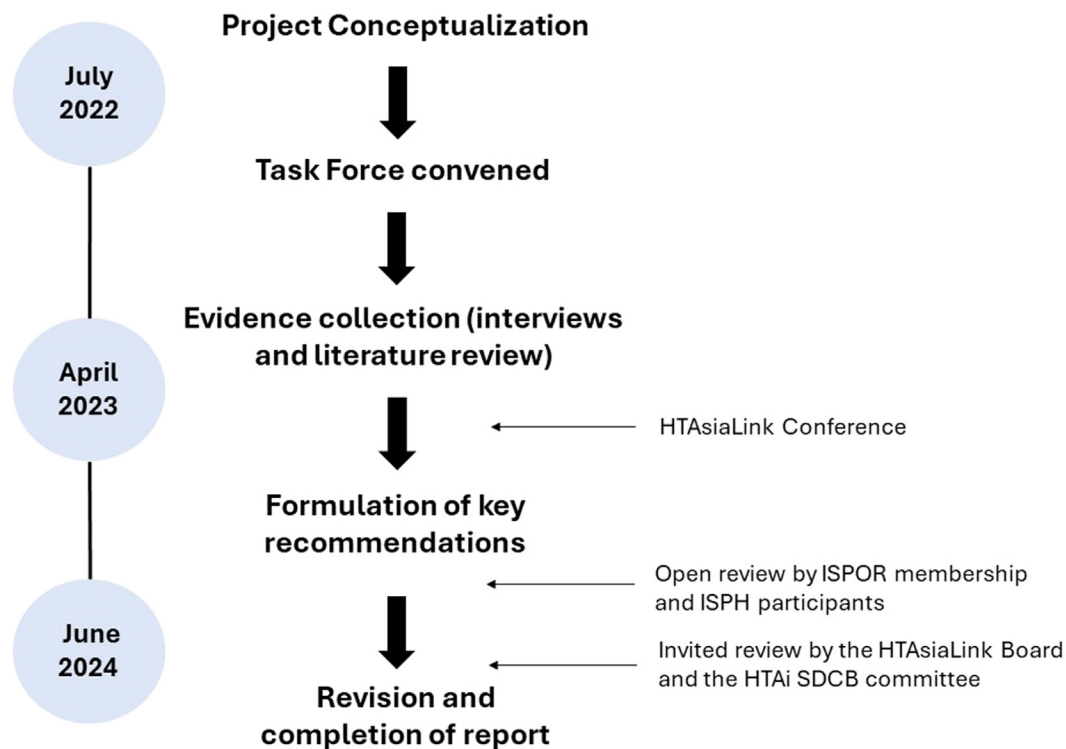 Project Conceptualization
July
2022
Task Force convened
Evidence collection (interviews
and literature review)
April
2023
HTAsiaLink Conference
Formulation of key
recommendations
Open review by ISPOR membership
and ISPH participants
June
2024
Invited review by the HTAsiaLink Board
and the HTAi SDCB committee
Revision and
completion of report